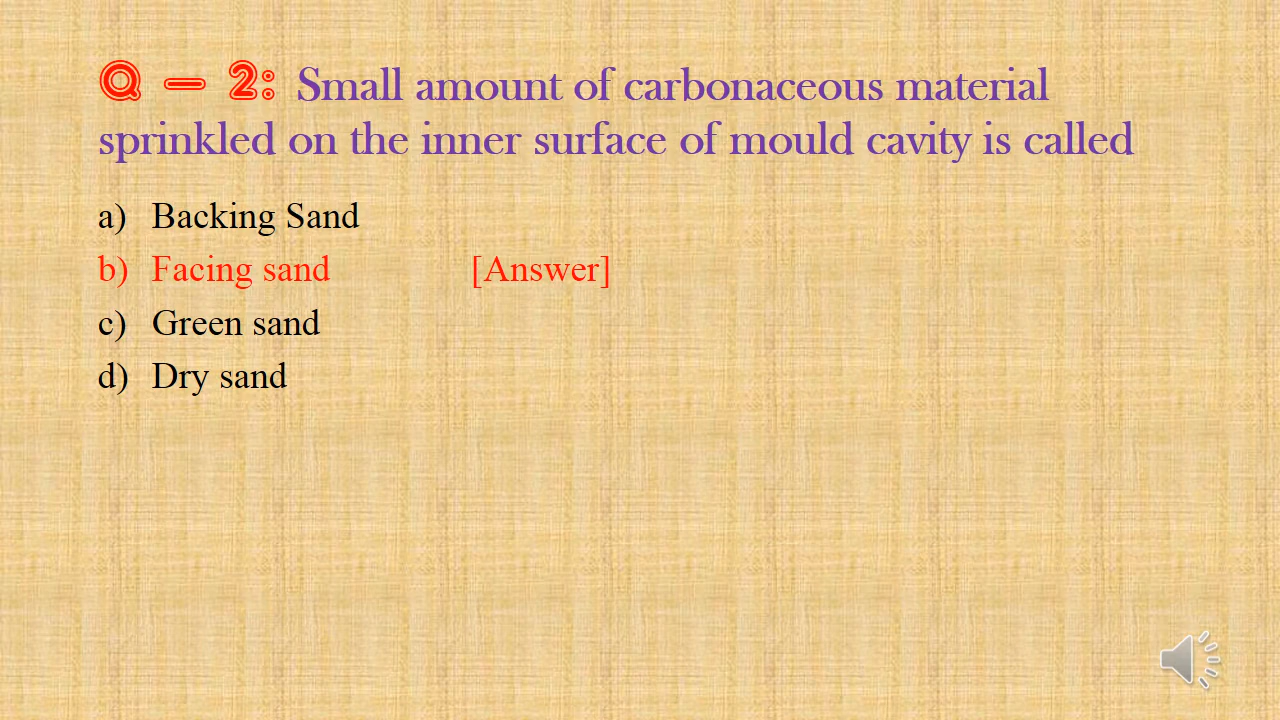 Q – 2: Small amount of carbonaceous material
sprinkled on the inner surface of mould cavity is called
a) Backing Sand
b) Facing sand [Answer]
c) Green sand
d) Dry sand